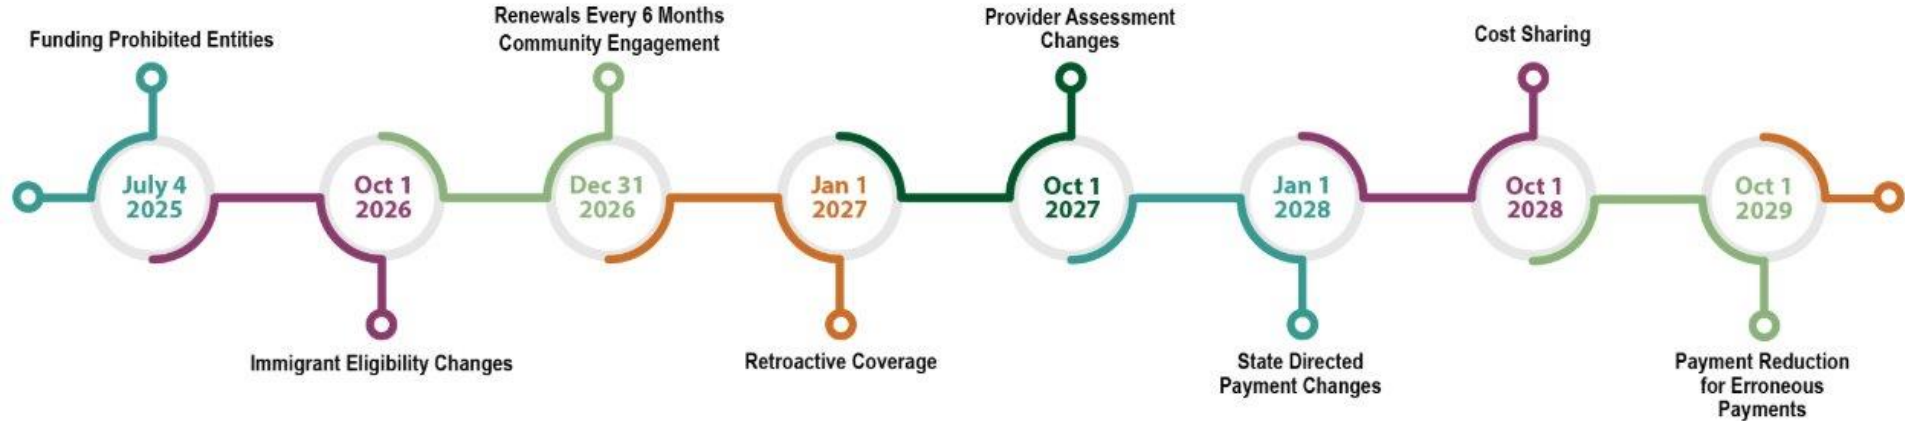 Funding Prohibited Entities
July 4
2025
Oct 1
2026
Immigrant Eligibility Changes
Renewals Every 6 Months
Community Engagement
Dec 31
2026
Jan 1
2027
Retroactive Coverage
Provider Assessment
Changes
Oct 1
2027
Jan 1
2028
State Directed
Payment Changes
Cost Sharing
Oct 1
2028
Oct 1
2029
Payment Reduction
for Erroneous
Payments